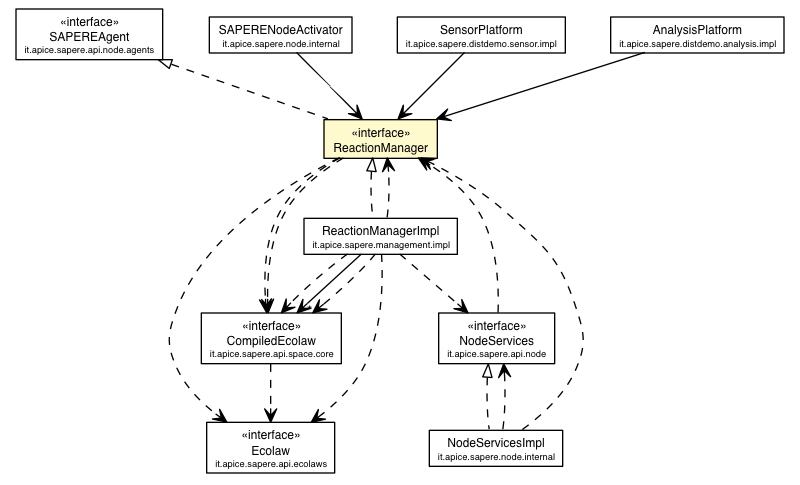 «interface»
SAPEREAgent
it.apice.sapere.api.node.agents
SAPERENodeActivator
it.apice.sapere.node.internal
SensorPlatform
it.apice.sapere.distdemo.sensor.impl
AnalysisPlatform
it.apice.sapere.distdemo.analysis.impl
«interface»
ReactionManager
ReactionManagerImpl
it.apice.sapere.management.impl
«interface»
CompiledEcolaw
it.apice.sapere.api.space.core
«interface»
NodeServices
it.apice.sapere.api.node
«interface»
Ecolaw
it.apice.sapere.api.ecolaws
NodeServicesImpl
it.apice.sapere.node.internal